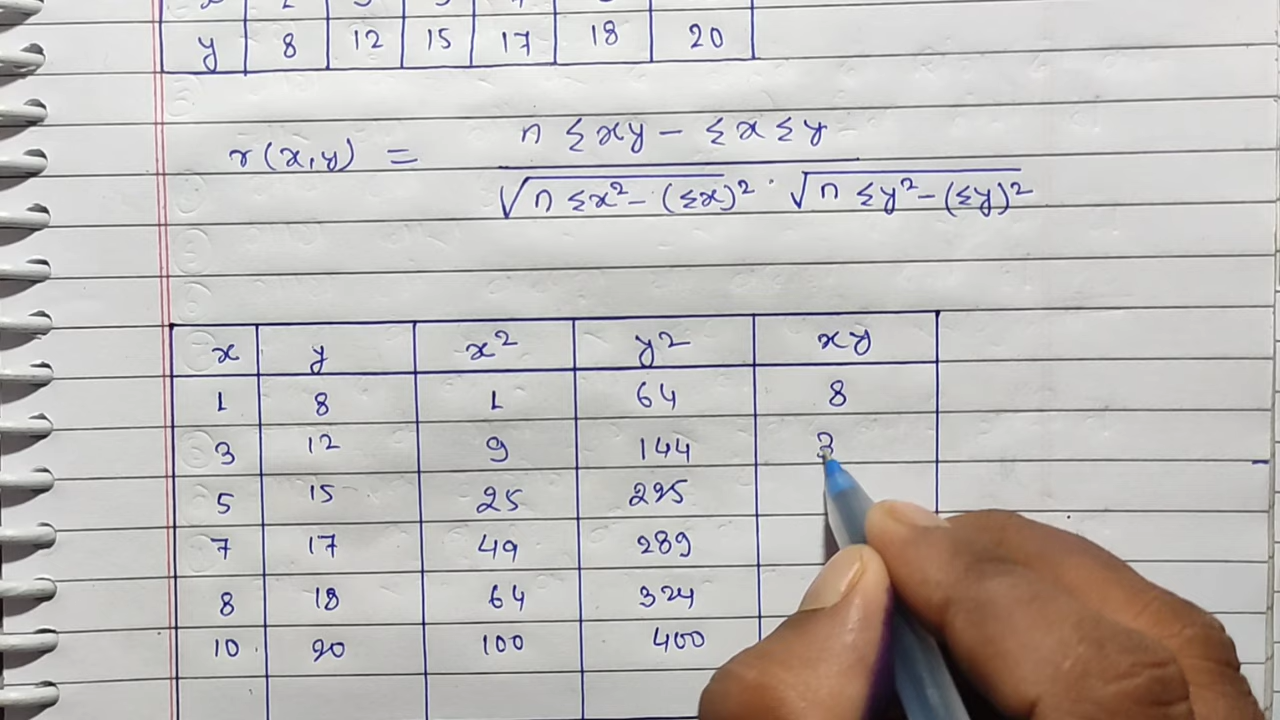 y 8 12 15 17 18 20
r(x,y) = n Σxy - Σx Σy / √n Σx² - (Σx)² · √n Σy² - (Σy)²
x y x² y² xy
1 8 1 64 8
3 12 9 144 3
5 15 25 225
7 17 49 289
8 18 64 324
10 20 100 400